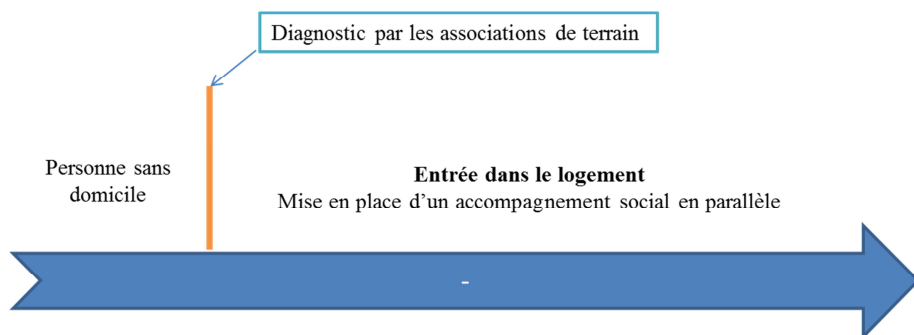 Diagnostic par les associations de terrain
Personne sans
domicile
Entrée dans le logement
Mise en place d’un accompagnement social en parallèle
-